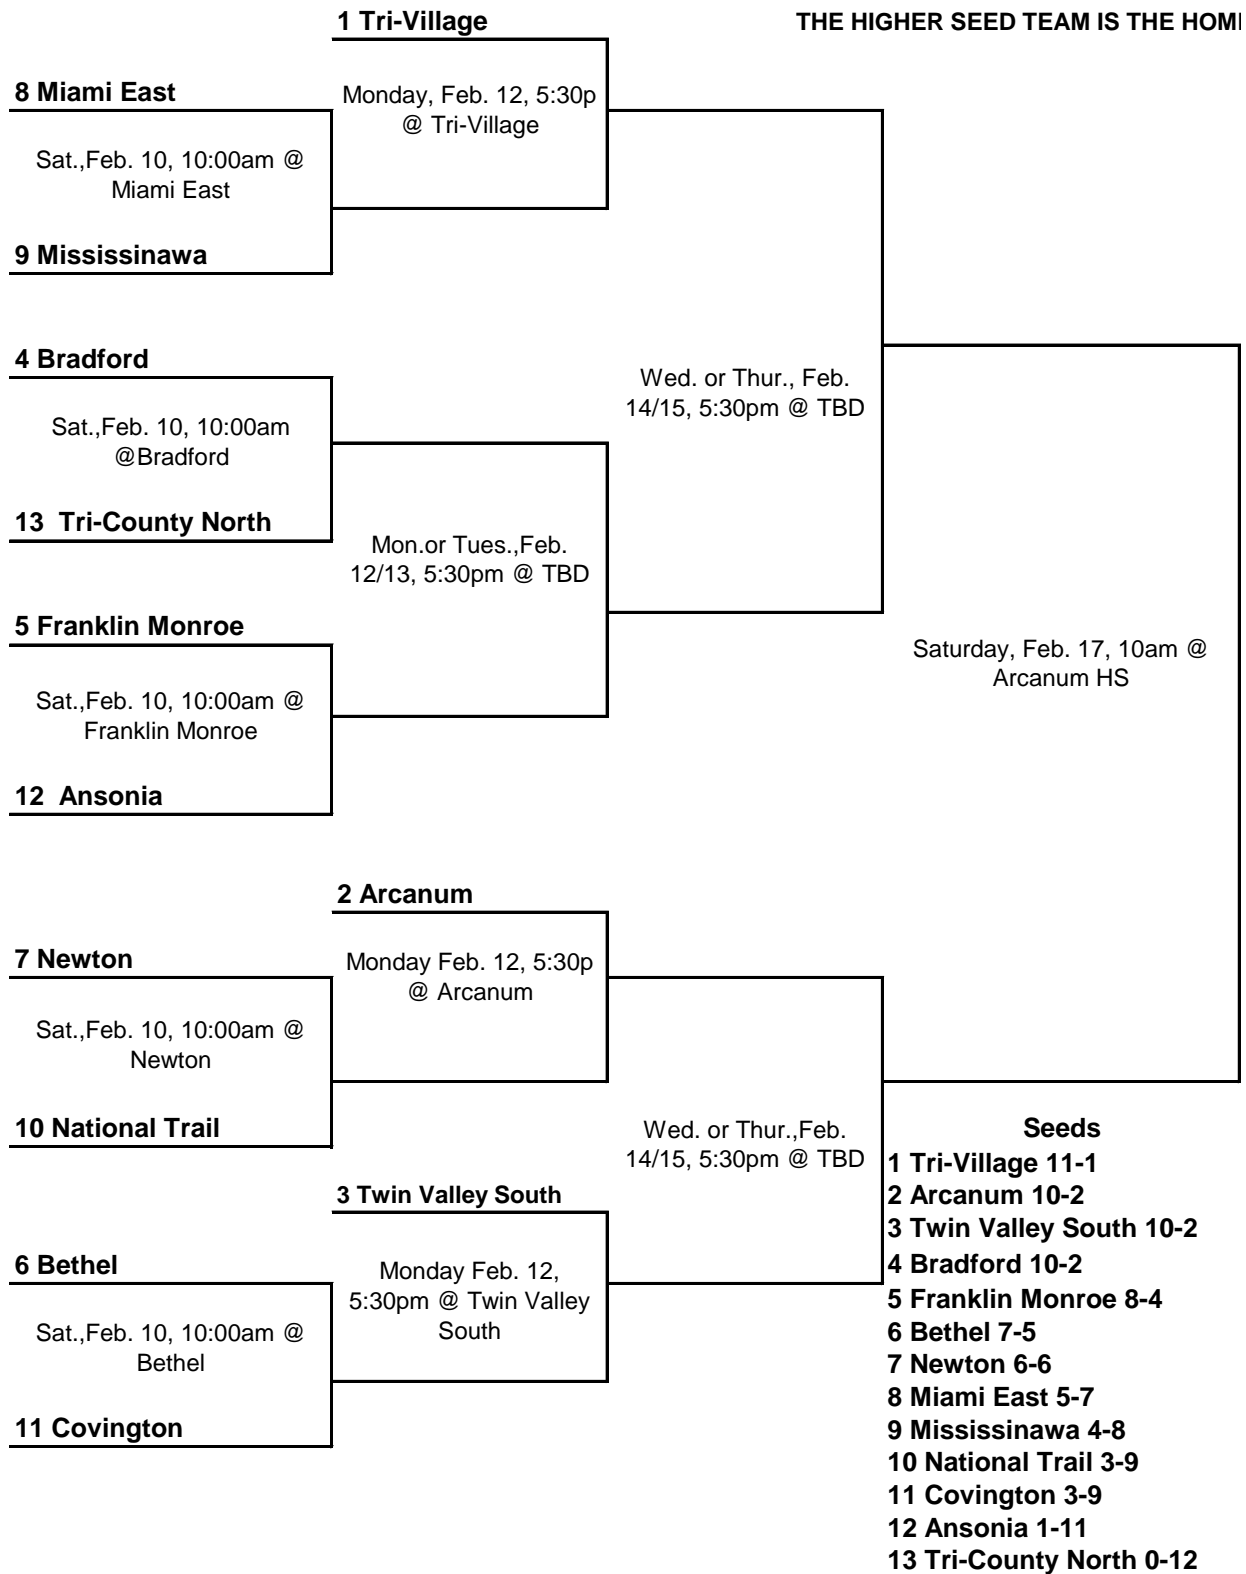 1 Tri-Village
THE HIGHER SEED TEAM IS THE
8 Miami East
Monday, Feb. 12, 5:30p
@ Tri-Village
Sat.,Feb. 10, 10:00am @
Miami East
9 Mississinawa
4 Bradford
Sat.,Feb. 10, 10:00am
@Bradford
13 Tri-County North
Wed. or Thur., Feb.
14/15, 5:30pm @ TBD
Mon.or Tues.,Feb.
12/13, 5:30pm @ TBD
5 Franklin Monroe
Sat.,Feb. 10, 10:00am @
Franklin Monroe
12 Ansonia
Saturday, Feb. 17, 10am @
Arcanum HS
2 Arcanum
7 Newton
Monday Feb. 12, 5:30p
@ Arcanum
Sat.,Feb. 10, 10:00am @
Newton
10 National Trail
Wed. or Thur.,Feb.
14/15, 5:30pm @ TBD
3 Twin Valley South
6 Bethel
Monday Feb. 12,
5:30pm @ Twin Valley
South
Sat.,Feb. 10, 10:00am @
Bethel
11 Covington
Seeds
1 Tri-Village 11-1
2 Arcanum 10-2
3 Twin Valley South 10-2
4 Bradford 10-2
5 Franklin Monroe 8-4
6 Bethel 7-5
7 Newton 6-6
8 Miami East 5-7
9 Mississinawa 4-8
10 National Trail 3-9
11 Covington 3-9
12 Ansonia 1-11
13 Tri-County North 0-12